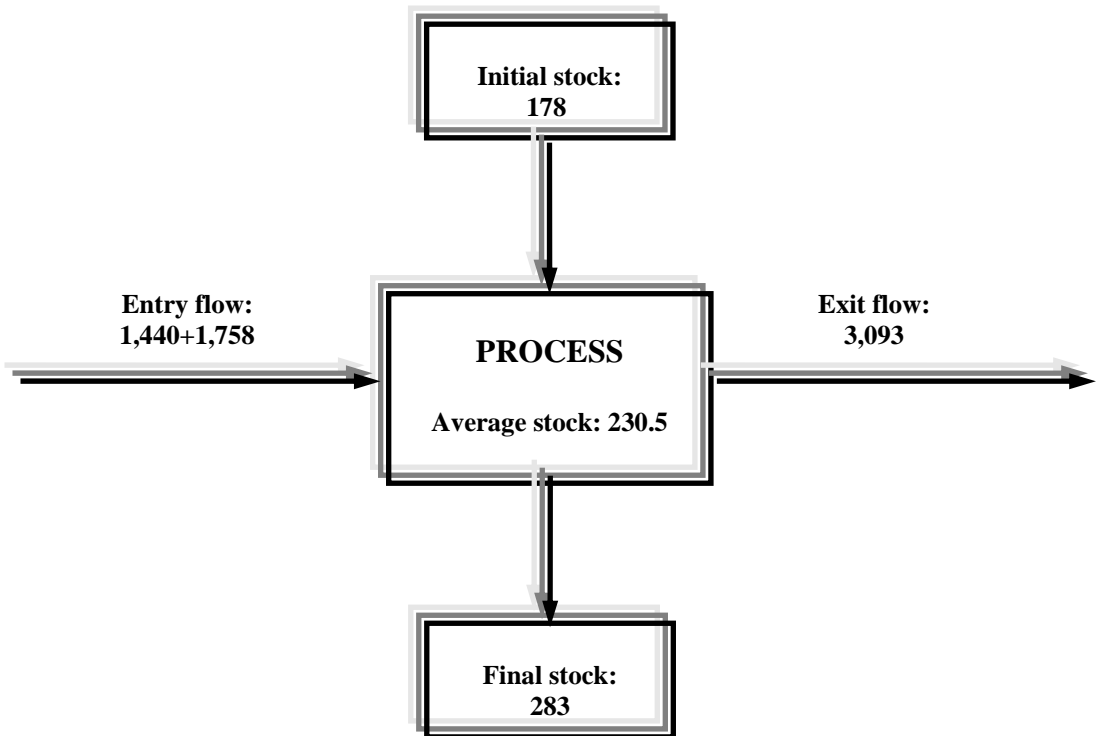 Initial stock:
178
Entry flow:
1,440+1,758
Exit flow:
3,093
PROCESS
Average stock: 230.5
Final stock:
283